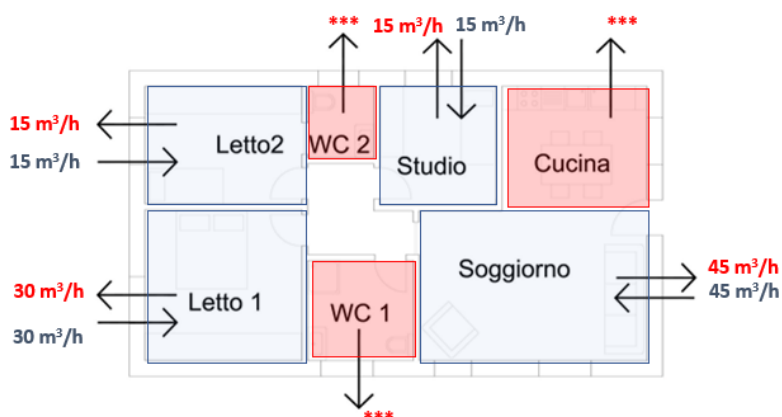 *** 15 m³/h 15 m³/h ***
15 m³/h
15 m³/h
Letto2
WC 2
Studio
Cucina
30 m³/h
30 m³/h
Letto 1
WC 1
Soggiorno
45 m³/h
45 m³/h
***